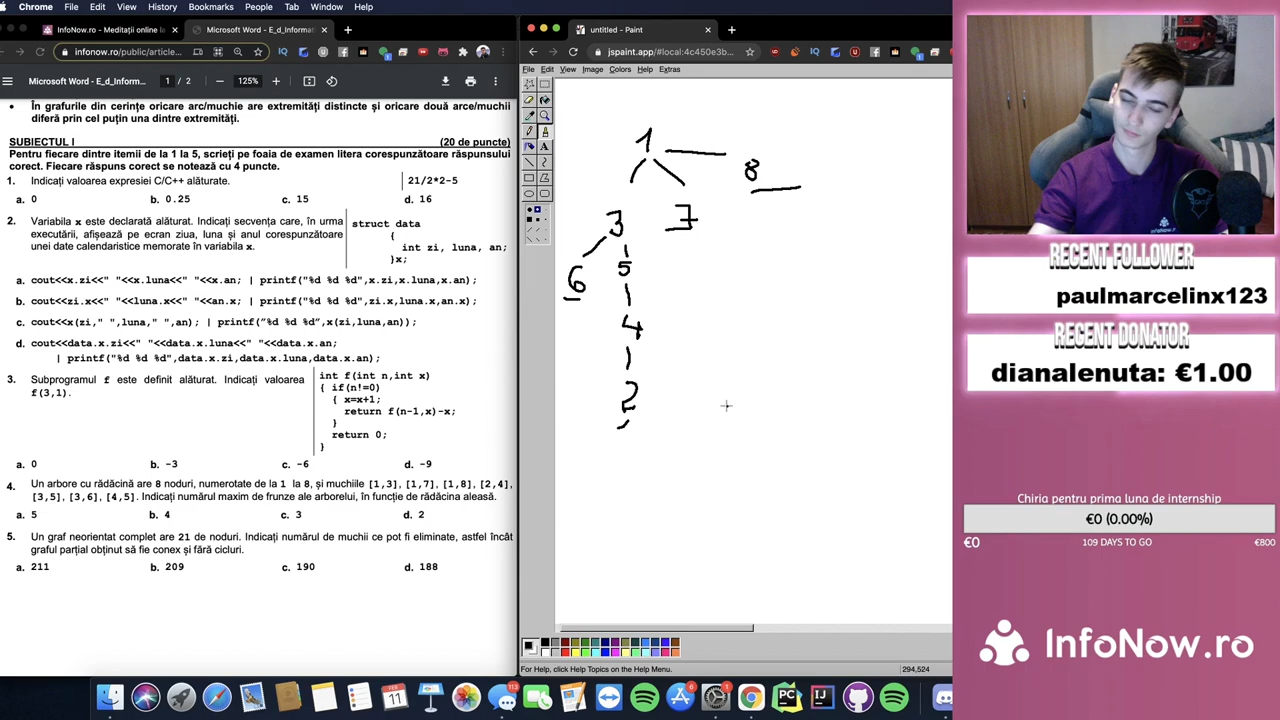 Chrome File Edit View History Bookmarks People Tab Window Help
InfoNow.ro - Meditații online la
Microsoft Word - E_d_Informat
untitled - Paint
infonow.ro/public/article...
jspaint.app/#local:4c450e3b...
Microsoft Word - E_d_Inform...
1 / 2
125%
File Edit View Image Colors Help Extras
• În grafurile din cerințe oricare arc/muchie are extremități distincte și oricare două arce/muchii
diferă prin cel puțin una dintre extremități.
SUBIECTUL I (20 de puncte)
Pentru fiecare dintre itemii de la 1 la 5, scrieți pe foaia de examen litera corespunzătoare răspunsului
corect. Fiecare răspuns corect se notează cu 4 puncte.
1. Indicați valoarea expresiei C/C++ alăturate. 21/2*2-5
a. 0 b. 0.25 c. 15 d. 16
2. Variabila x este declarată alăturat. Indicați secvența care, în urma
executării, afișează pe ecran ziua, luna și anul corespunzătoare
unei date calendaristice memorate în variabila x.
struct data
{
int zi, luna, an;
}x;
a. cout<<x.zi<<" "<<x.luna<<" "<<x.an; | printf("%d %d %d",x.zi,x.luna,x.an);
b. cout<<zi.x<<" "<<luna.x<<" "<<an.x; | printf("%d %d %d",zi.x,luna.x,an.x);
c. cout<<x(zi," ",luna," ",an); | printf("%d %d %d",x(zi,luna,an));
d. cout<<data.x.zi<<" "<<data.x.luna<<" "<<data.x.an;
| printf("%d %d %d",data.x.zi,data.x.luna,data.x.an);
3. Subprogramul f este definit alăturat. Indicați valoarea
f(3,1).
int f(int n,int x)
{ if(n!=0)
{ x=x+1;
return f(n-1,x)-x;
}
return 0;
}
a. 0 b. -3 c. -6 d. -9
4. Un arbore cu rădăcină are 8 noduri, numerotate de la 1 la 8, și muchiile [1,3], [1,7], [1,8], [2,4],
[3,5], [3,6], [4,5]. Indicați numărul maxim de frunze ale arborelui, în funcție de rădăcina aleasă.
a. 5 b. 4 c. 3 d. 2
5. Un graf neorientat complet are 21 de noduri. Indicați numărul de muchii ce pot fi eliminate, astfel încât
graful parțial obținut să fie conex și fără cicluri.
a. 211 b. 209 c. 190 d. 188
1
8
3 7
6 5
4
2
For Help, click Help Topics on the Help Menu.
294,524
RECENT FOLLOWER
paulmarcelinx123
RECENT DONATOR
dianalenuta: €1.00
Chiria pentru prima luna de internship
€0 (0.00%)
€0 109 DAYS TO GO €800
InfoNow.ro
FEB
11
113
6
1
PC
IJ